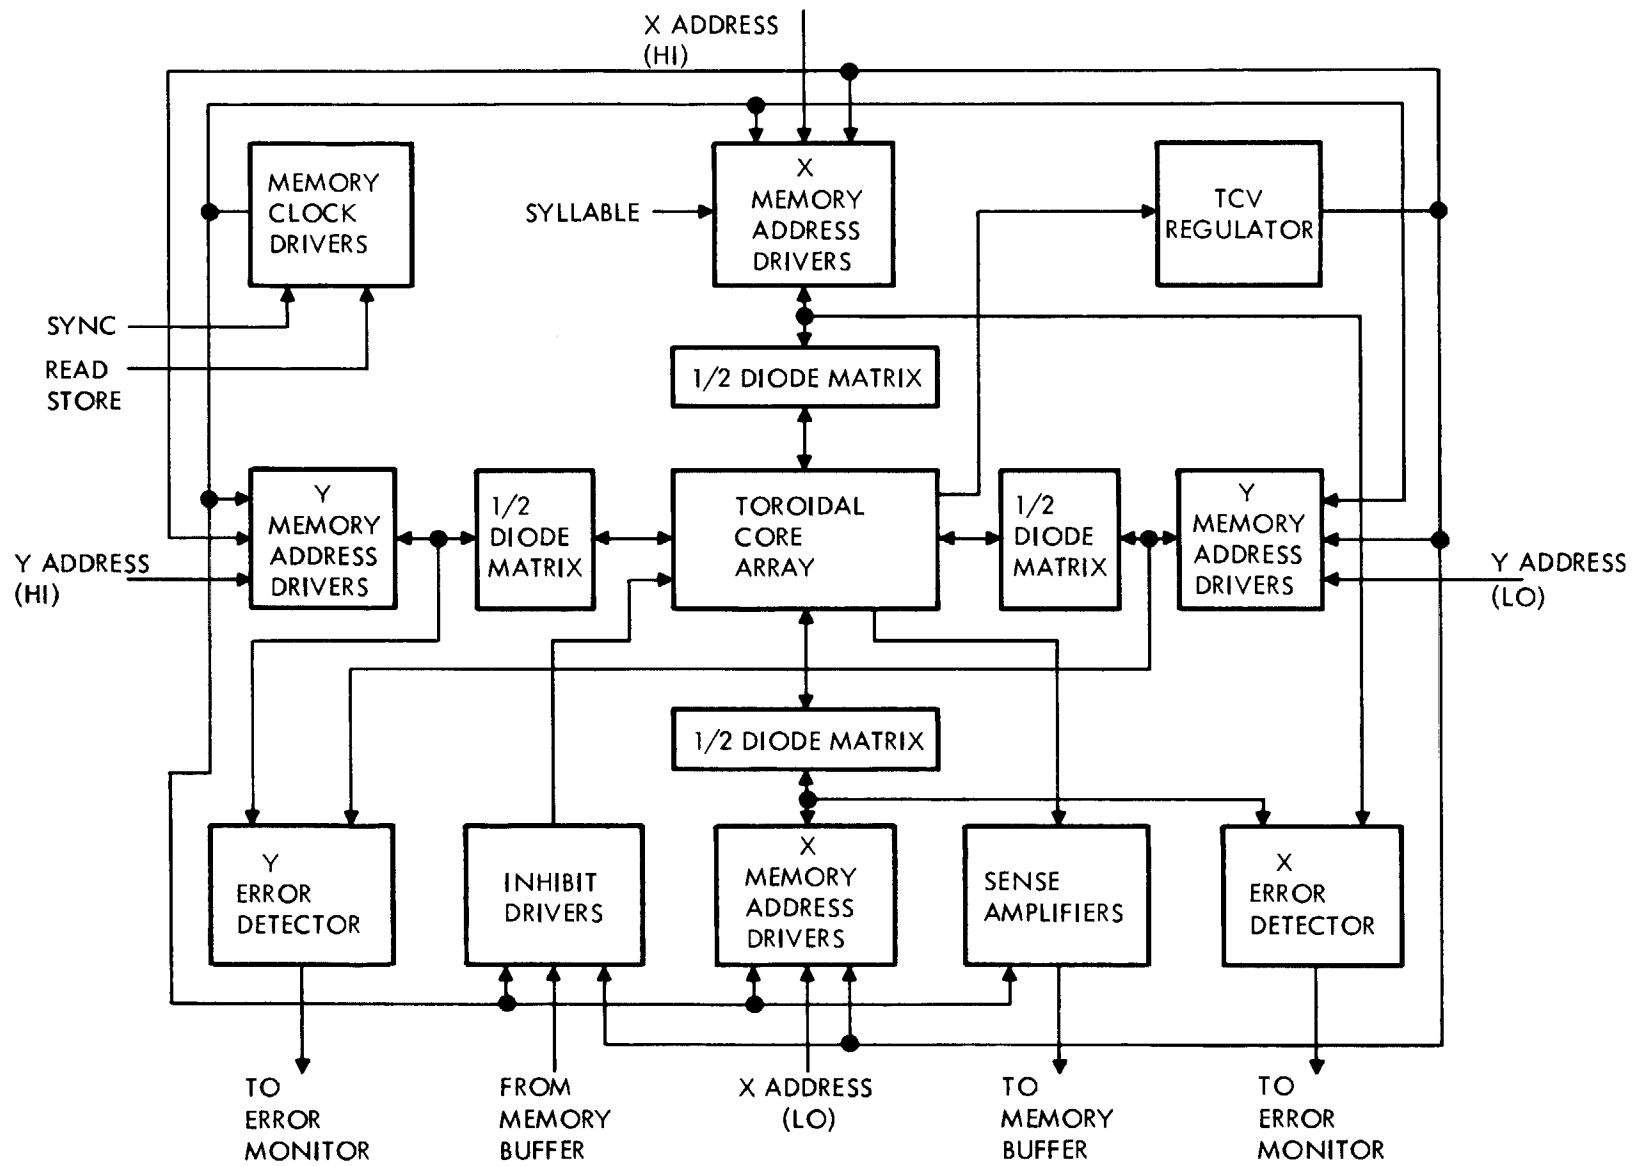 X ADDRESS
(HI)
MEMORY
CLOCK
DRIVERS
SYLLABLE
X
MEMORY
ADDRESS
DRIVERS
TCV
REGULATOR
SYNC
READ
STORE
1/2 DIODE MATRIX
Y
MEMORY
ADDRESS
DRIVERS
1/2
DIODE
MATRIX
TOROIDAL
CORE
ARRAY
1/2
DIODE
MATRIX
Y
MEMORY
ADDRESS
DRIVERS
Y ADDRESS
(HI)
Y ADDRESS
(LO)
1/2 DIODE MATRIX
Y
ERROR
DETECTOR
INHIBIT
DRIVERS
X
MEMORY
ADDRESS
DRIVERS
SENSE
AMPLIFIERS
X
ERROR
DETECTOR
TO
ERROR
MONITOR
FROM
MEMORY
BUFFER
X ADDRESS
(LO)
TO
MEMORY
BUFFER
TO
ERROR
MONITOR